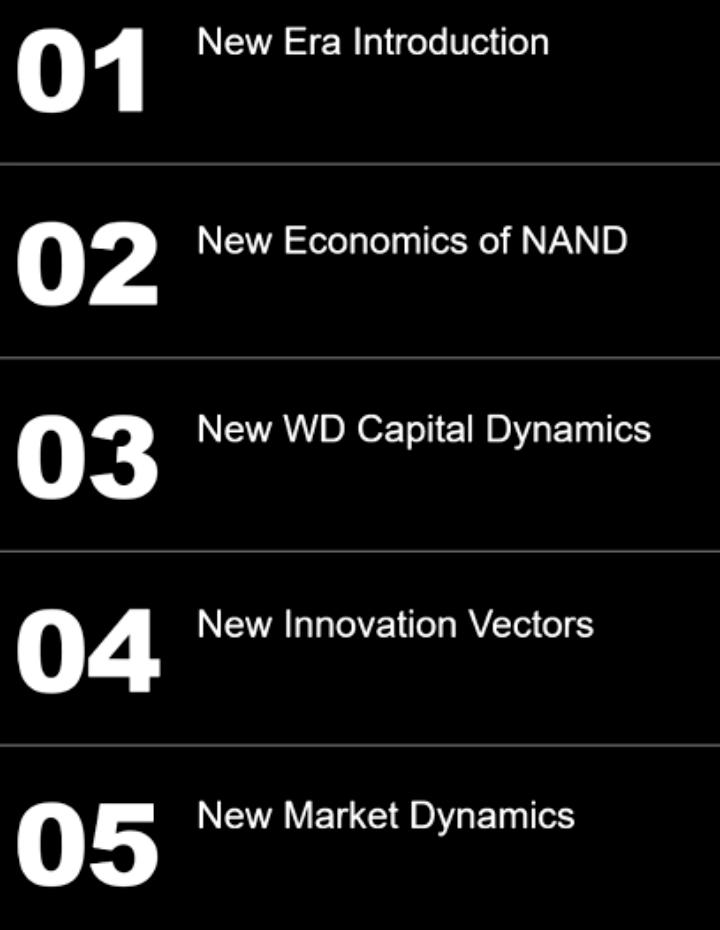 01 New Era Introduction
02 New Economics of NAND
03 New WD Capital Dynamics
04 New Innovation Vectors
05 New Market Dynamics